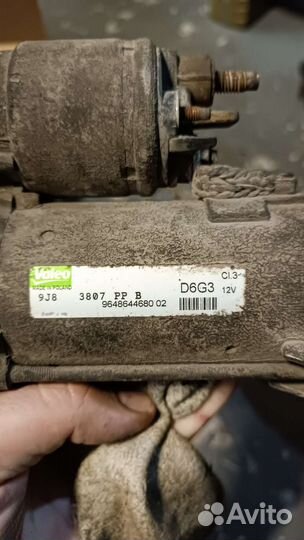 Valeo
MADE IN POLAND
9J8 3807 PP B
9648644680 02
D6G3
Cl.3
12V
Avito